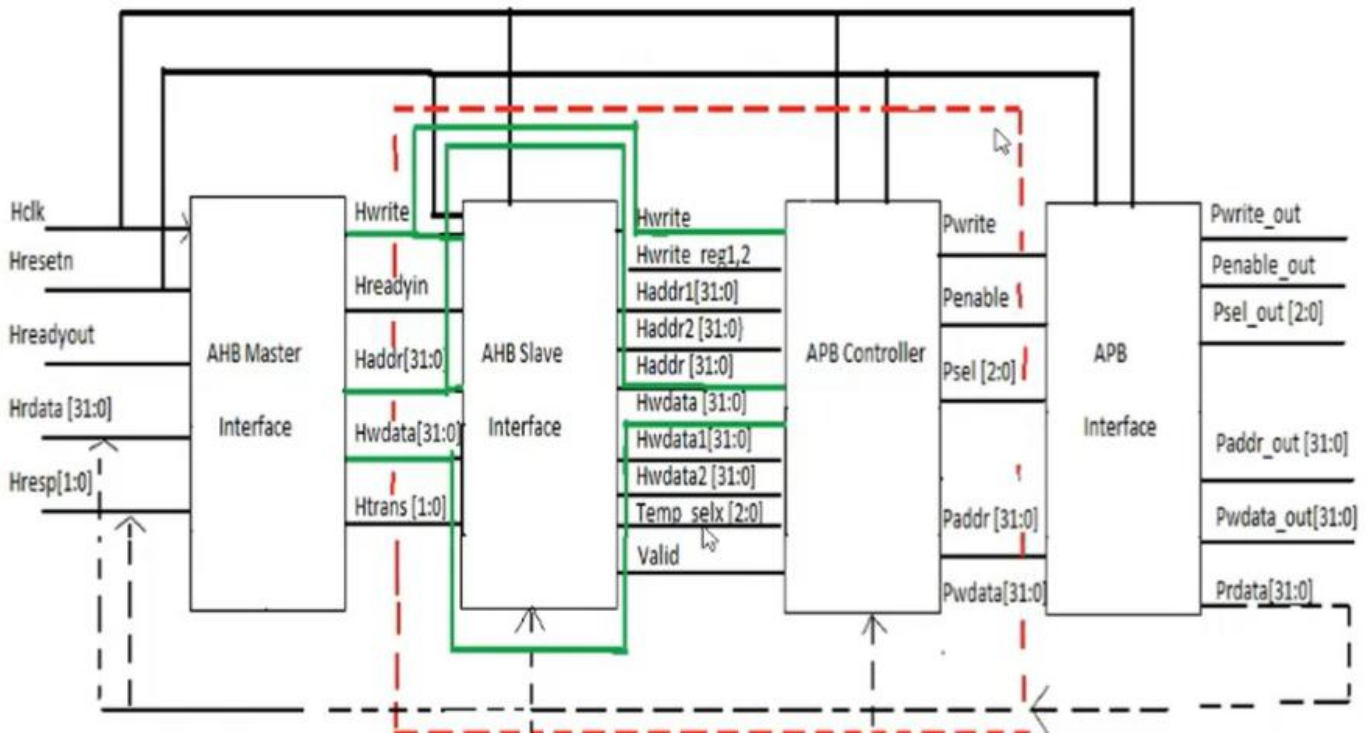 Hclk
Hresetn
Hreadyout
Hrdata [31:0]
Hresp[1:0]
AHB Master
Interface
Hwrite
Hreadyin
Haddr[31:0]
Hwdata[31:0]
Htrans [1:0]
AHB Slave
Interface
Hwrite
Hwrite_reg1,2
Haddr1[31:0]
Haddr2 [31:0}
Haddr [31:0]
Hwdata [31:0]
Hwdata1[31:0]
Hwdata2 [31:0]
Temp_selx [2:0]
Valid
APB Controller
Pwrite
Penable
Psel [2:0]
Paddr [31:0]
Pwdata[31:0]
APB
Interface
Pwrite_out
Penable_out
Psel_out [2:0]
Paddr_out [31:0]
Pwdata_out[31:0]
Prdata[31:0]